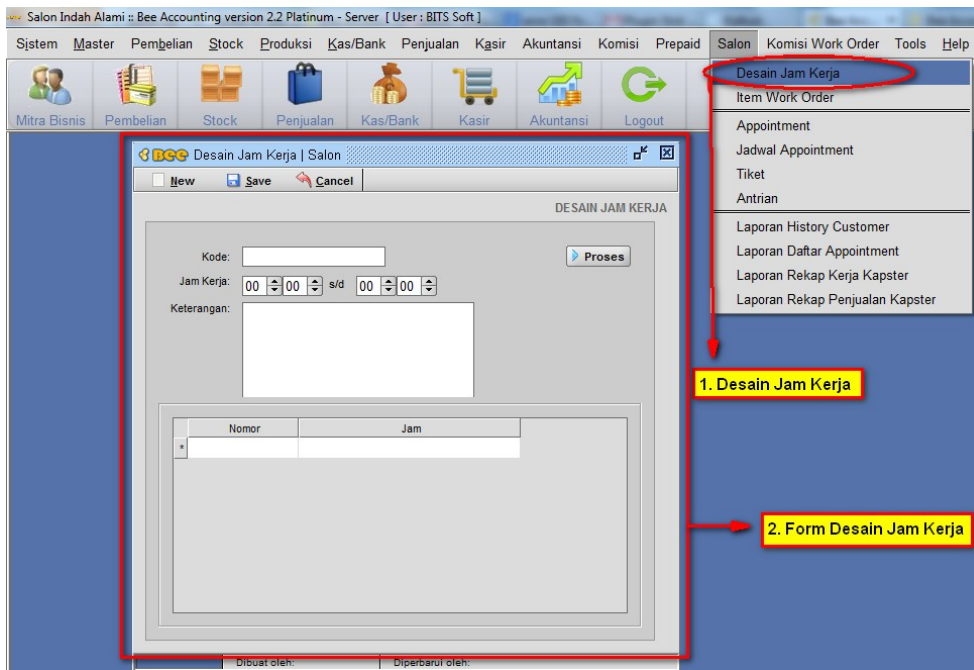 Salon Indah Alami :: Bee Accounting version 2.2 Platinum - Server [ User : BITS Soft ]
Sistem Master Pembelian Stock Produksi Kas/Bank Penjualan Kasir Akuntansi Komisi Prepaid Salon Komisi Work Order Tools Help
Mitra Bisnis Pembelian Stock Penjualan Kas/Bank Kasir Akuntansi Logout
Desain Jam Kerja
Item Work Order
Appointment
Jadwal Appointment
Tiket
Antrian
Laporan History Customer
Laporan Daftar Appointment
Laporan Rekap Kerja Kapster
Laporan Rekap Penjualan Kapster
Bee Desain Jam Kerja | Salon
New Save Cancel
DESAIN JAM KERJA
Kode:
Proses
Jam Kerja: 00 00 s/d 00 00
Keterangan:
1. Desain Jam Kerja
Nomor Jam
*
2. Form Desain Jam Kerja
Dibuat oleh: Diperbarui oleh: